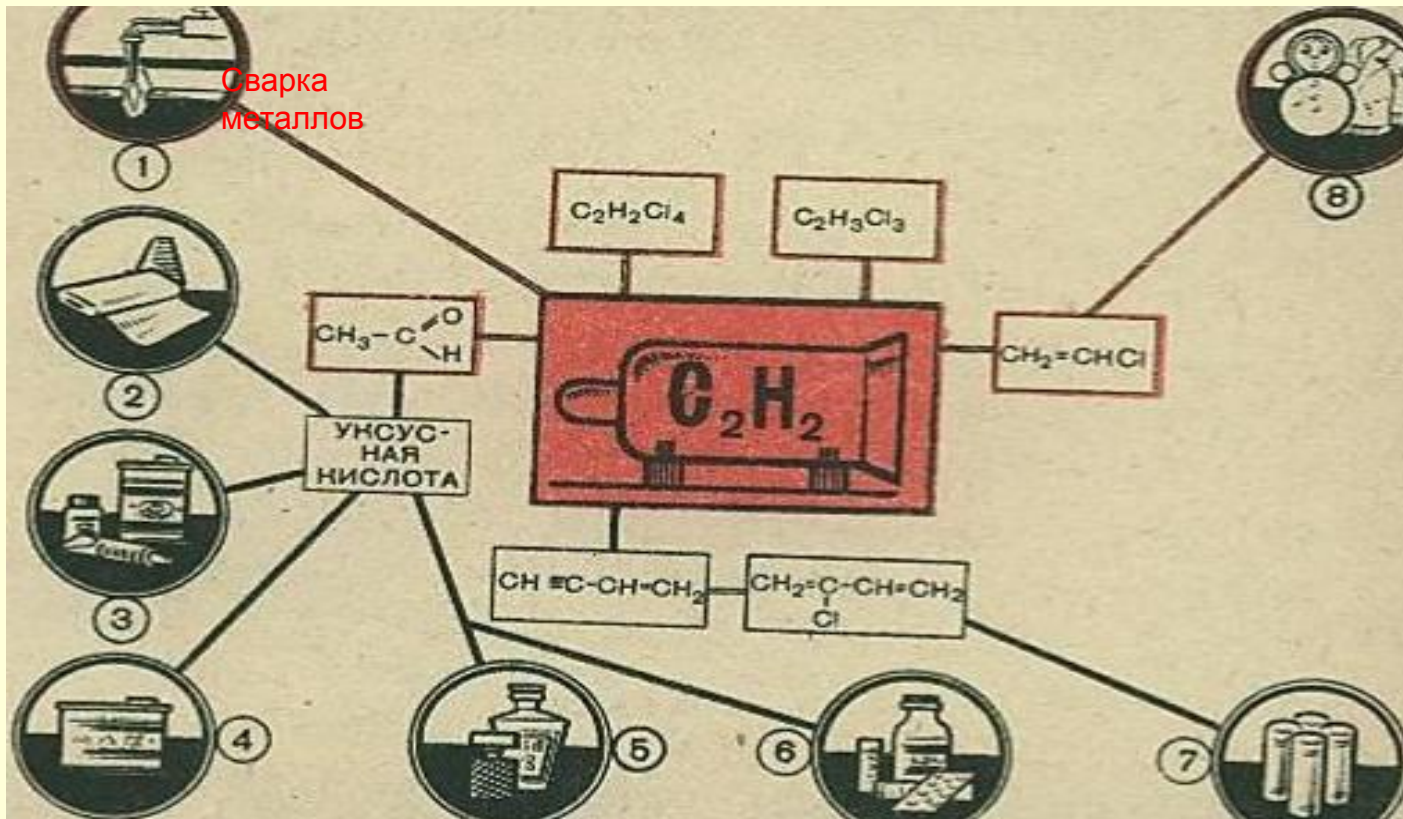 Сварка
металлов
1
8
C₂H₂Cl₄
C₂H₃Cl₃
CH₃-C
O
H
CH₂=CHCl
2
C₂H₂
УКСУС-
НАЯ
КИСЛОТА
CH≡C-CH=CH₂
CH₂=C-CH=CH₂
Cl
3
4
5
6
7